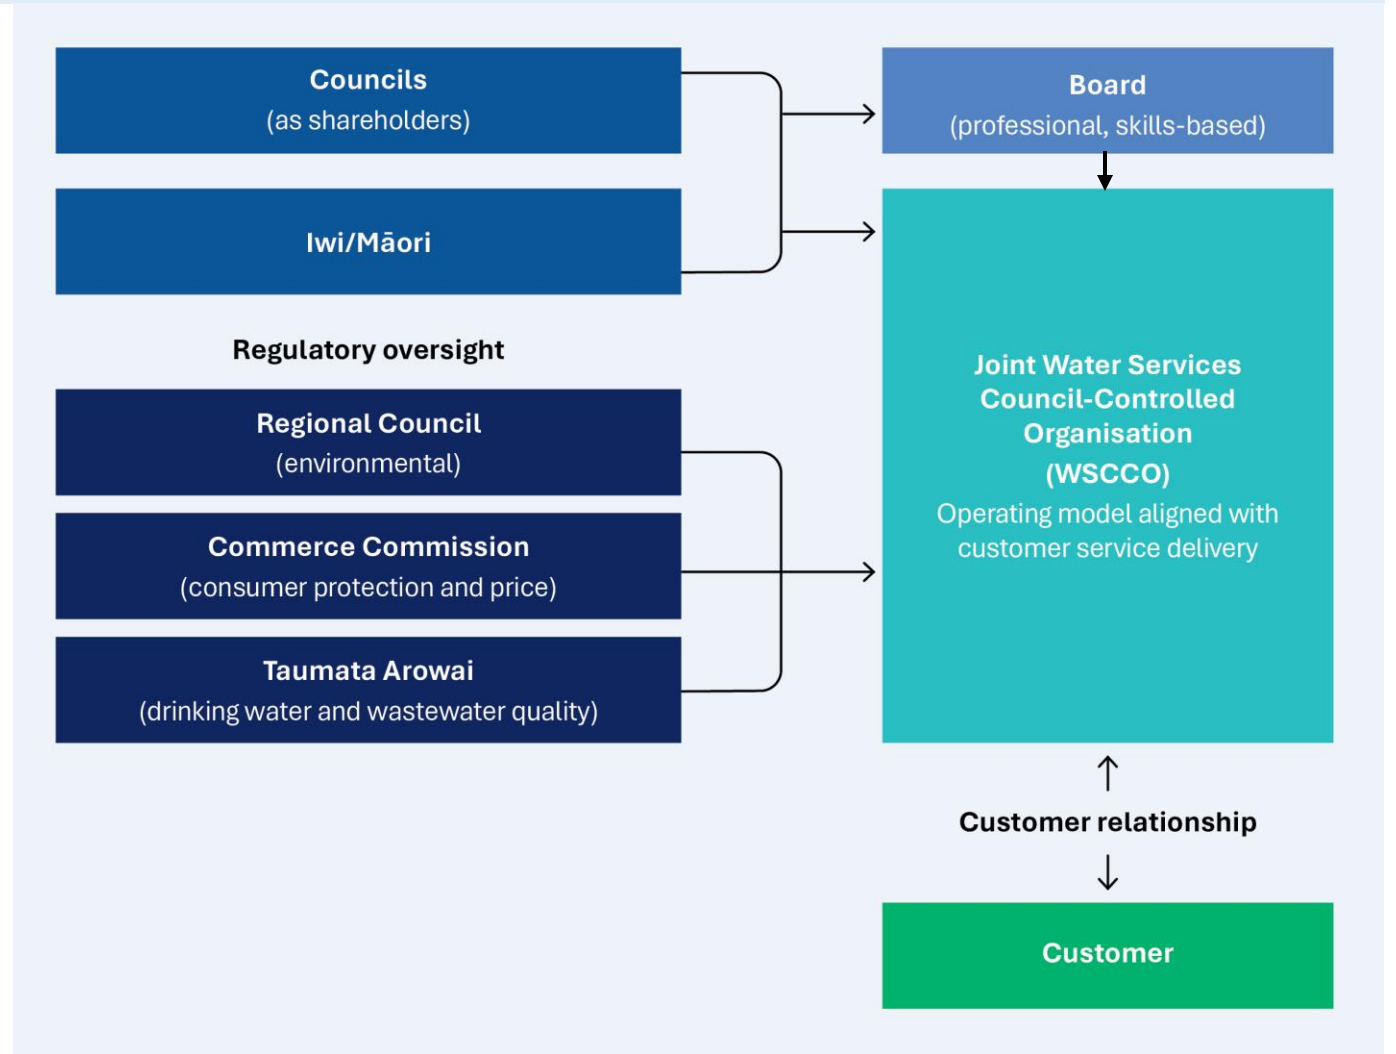 Councils
(as shareholders)
Iwi/Māori
Regulatory oversight
Regional Council
(environmental)
Commerce Commission
(consumer protection and price)
Taumata Arowai
(drinking water and wastewater quality)
Board
(professional, skills-based)
Joint Water Services
Council-Controlled
Organisation
(WSCCO)
Operating model aligned with
customer service delivery
Customer relationship
Customer